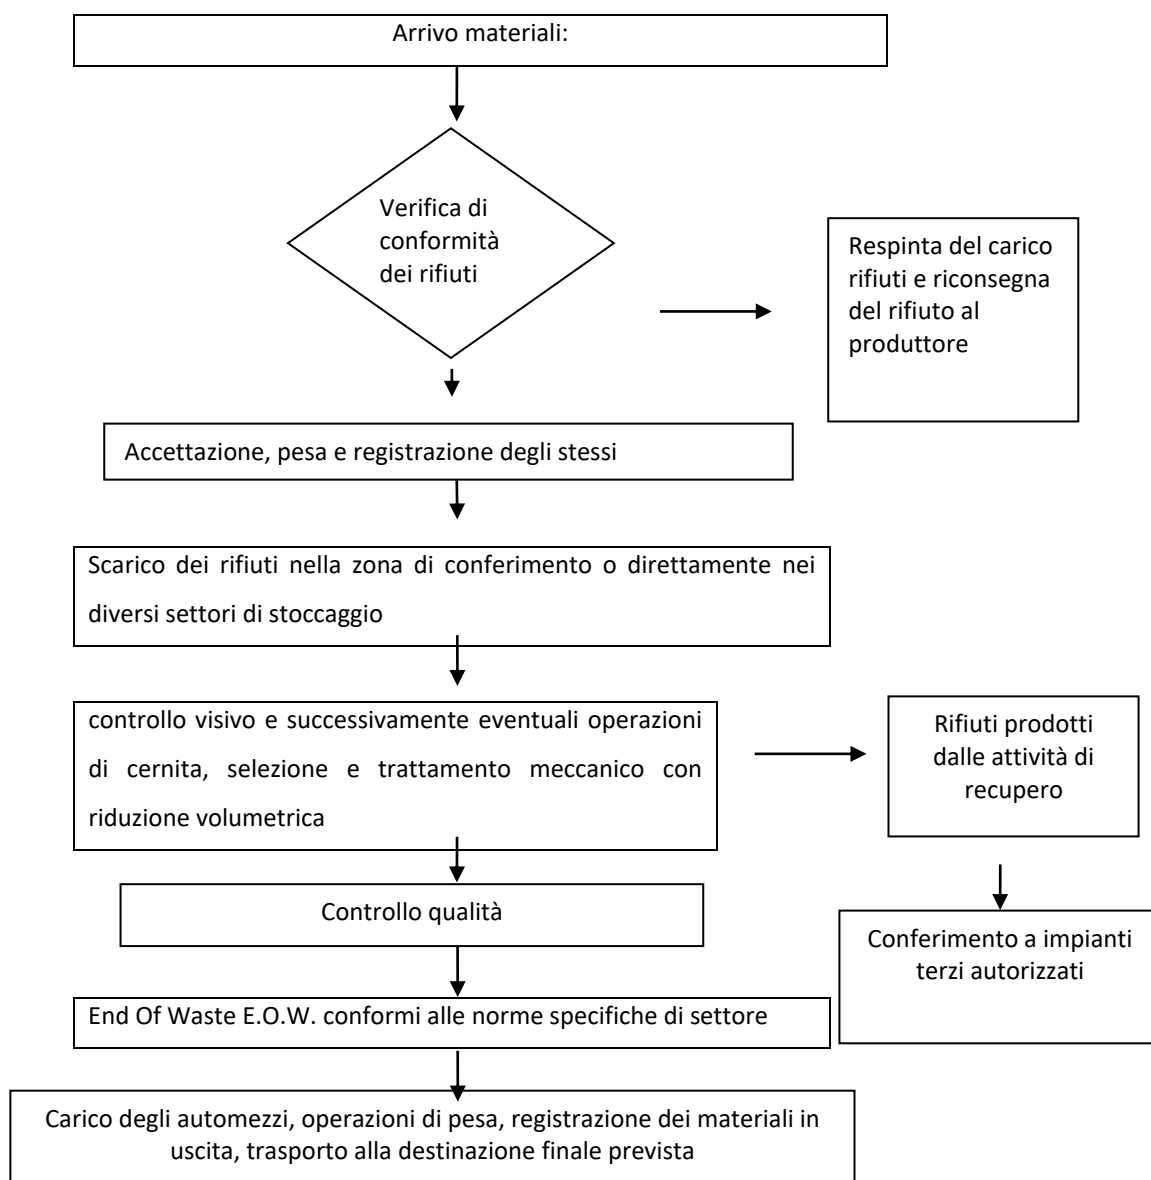 Arrivo materiali:
Verifica di
conformità
dei rifiuti
Respinta del carico
rifiuti e riconsegna
del rifiuto al
produttore
Accettazione, pesa e registrazione degli stessi
Scarico dei rifiuti nella zona di conferimento o direttamente nei
diversi settori di stoccaggio
controllo visivo e successivamente eventuali operazioni
di cernita, selezione e trattamento meccanico con
riduzione volumetrica
Rifiuti prodotti
dalle attività di
recupero
Controllo qualità
Conferimento a impianti
terzi autorizzati
End Of Waste E.O.W. conformi alle norme specifiche di settore
Carico degli automezzi, operazioni di pesa, registrazione dei materiali in
uscita, trasporto alla destinazione finale prevista